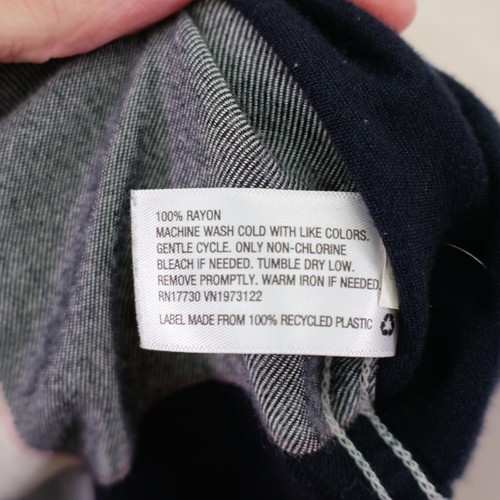 100% RAYON
MACHINE WASH COLD WITH LIKE COLORS.
GENTLE CYCLE. ONLY NON-CHLORINE
BLEACH IF NEEDED. TUMBLE DRY LOW.
REMOVE PROMPTLY. WARM IRON IF NEEDED.
RN17730 VN1973122
LABEL MADE FROM 100% RECYCLED PLASTIC